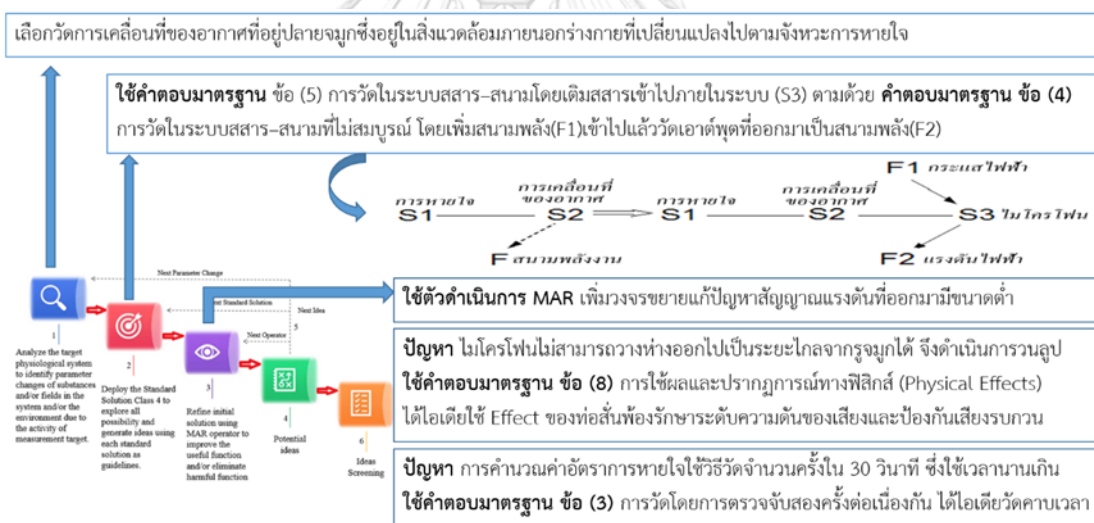 เลือกวัดการเคลื่อนที่ของอากาศที่อยู่ปลายจมูกซึ่งอยู่ในสิ่งแวดล้อมภายนอกร่างกายที่เปลี่ยนแปลงไปตามจังหวะการหายใจ
ใช้คำตอบมาตรฐาน ข้อ (5) การวัดในระบบสสาร–สนามโดยเติมสสารเข้าไปภายในระบบ (S3) ตามด้วย คำตอบมาตรฐาน ข้อ (4)
การวัดในระบบสสาร–สนามที่ไม่สมบูรณ์ โดยเพิ่มสนามพลัง(F1)เข้าไปแล้ววัดเอาต์พุตที่ออกมาเป็นสนามพลัง(F2)
F1 กระแสไฟฟ้า
การหายใจ
S1
การเคลื่อนที่
ของอากาศ
S2
การหายใจ
S1
การเคลื่อนที่
ของอากาศ
S2
S3 ไมโครโฟน
F สนามพลังงาน
F2 แรงดันไฟฟ้า
Next Parameter Change
Next Standard Solution
Next Idea
5
Next Operator
1
Analyze the target
physiological system
to identify parameter
changes of substances
and/or fields in the
system and/or the
environment due to
the activity of
measurement target.
2
Deploy the Standard
Solution Class 4 to
explore all
possibility and
generate ideas using
each standard
solution as
guidelines.
3
Refine initial
solution using
MAR operator to
improve the
useful function
and/or eliminate
harmful function
4
Potential
ideas
6
Ideas
Screening
ใช้ตัวดำเนินการ MAR เพิ่มวงจรขยายแก้ปัญหาสัญญาณแรงดันที่ออกมามีขนาดต่ำ
ปัญหา ไมโครโฟนไม่สามารถวางห่างออกไปเป็นระยะไกลจากรูจมูกได้ จึงดำเนินการวนลูป
ใช้คำตอบมาตรฐาน ข้อ (8) การใช้ผลและปรากฏการณ์ทางฟิสิกส์ (Physical Effects)
ได้ไอเดียใช้ Effect ของท่อสั่นพ้องรักษาระดับความดันของเสียงและป้องกันเสียงรบกวน
ปัญหา การคำนวณค่าอัตราการหายใจใช้วิธีวัดจำนวนครั้งใน 30 วินาที ซึ่งใช้เวลานานเกิน
ใช้คำตอบมาตรฐาน ข้อ (3) การวัดโดยการตรวจจับสองครั้งต่อเนื่องกัน ได้ไอเดียวัดคาบเวลา